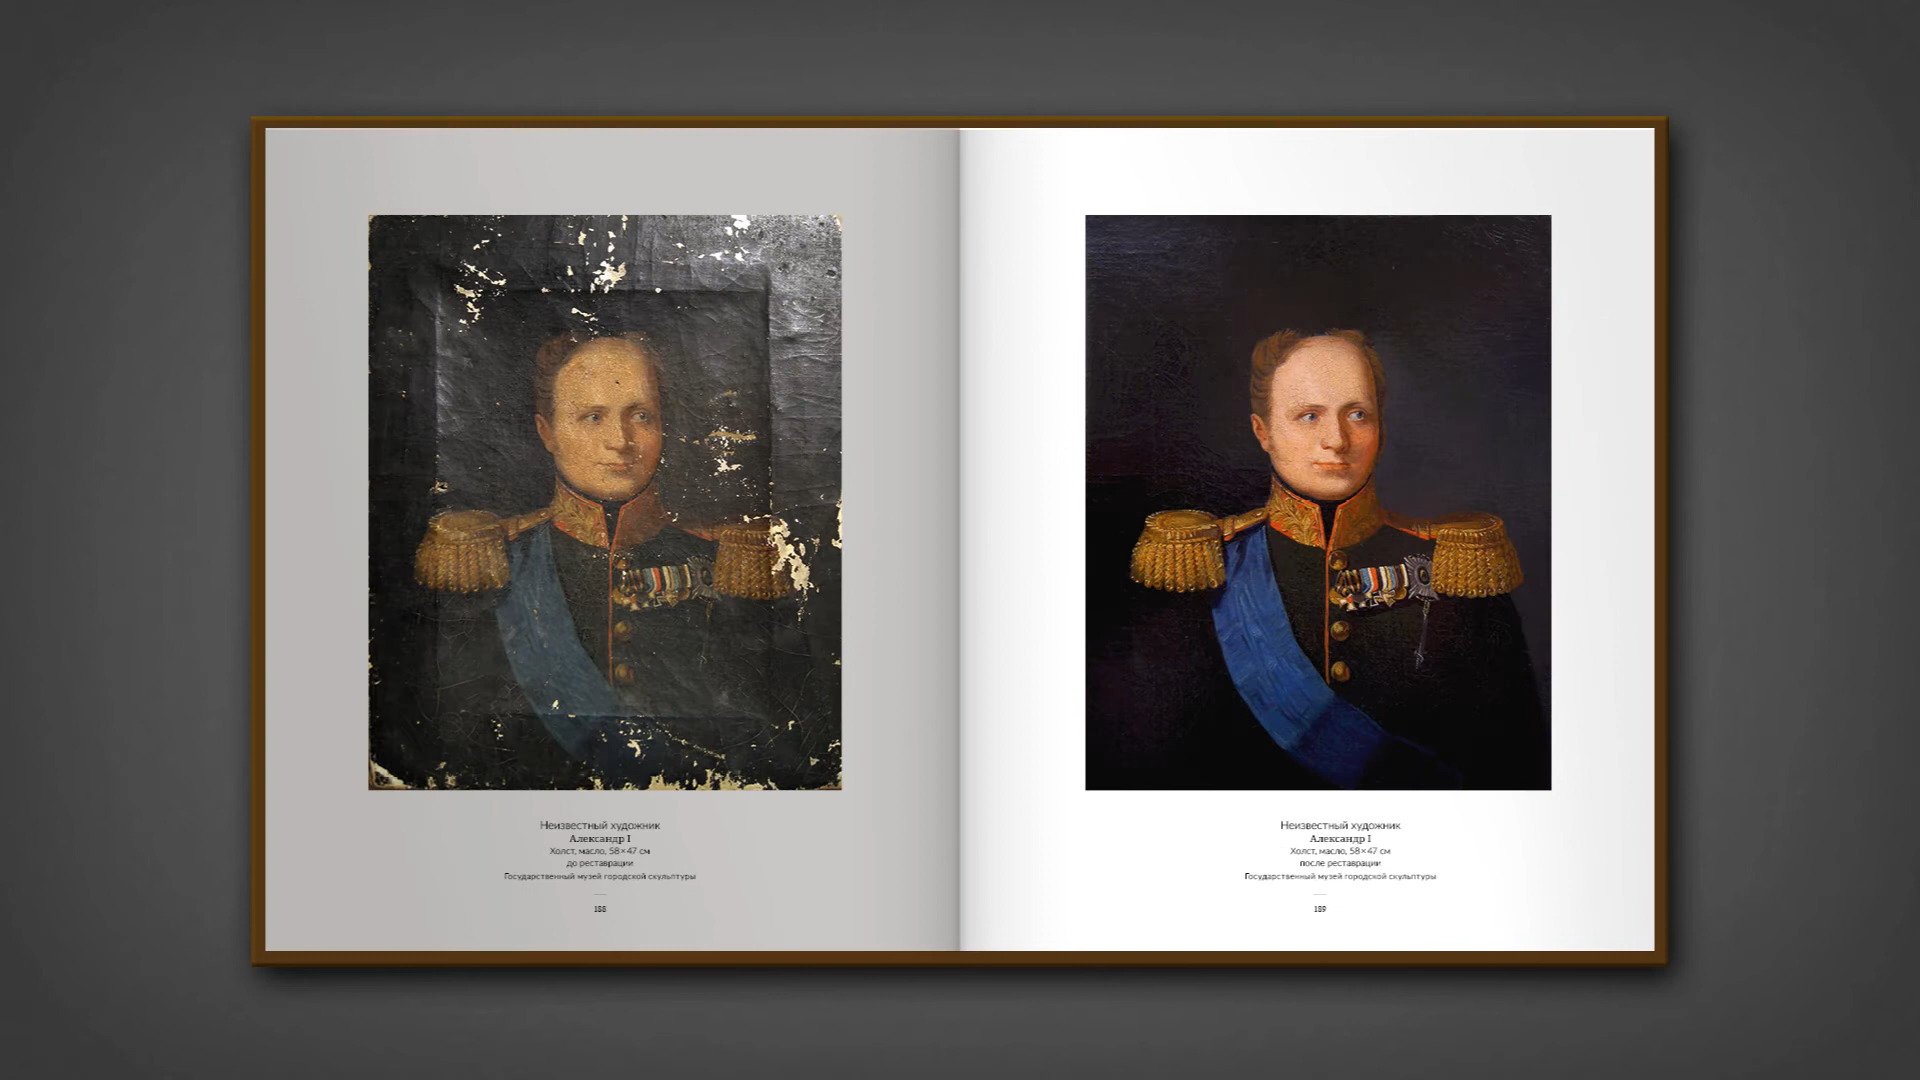 Неизвестный художник
Александр I
Холст, масло, 58×47 см
до реставрации
Государственный музей городской скульптуры
188
Неизвестный художник
Александр I
Холст, масло, 58×47 см
после реставрации
Государственный музей городской скульптуры
189